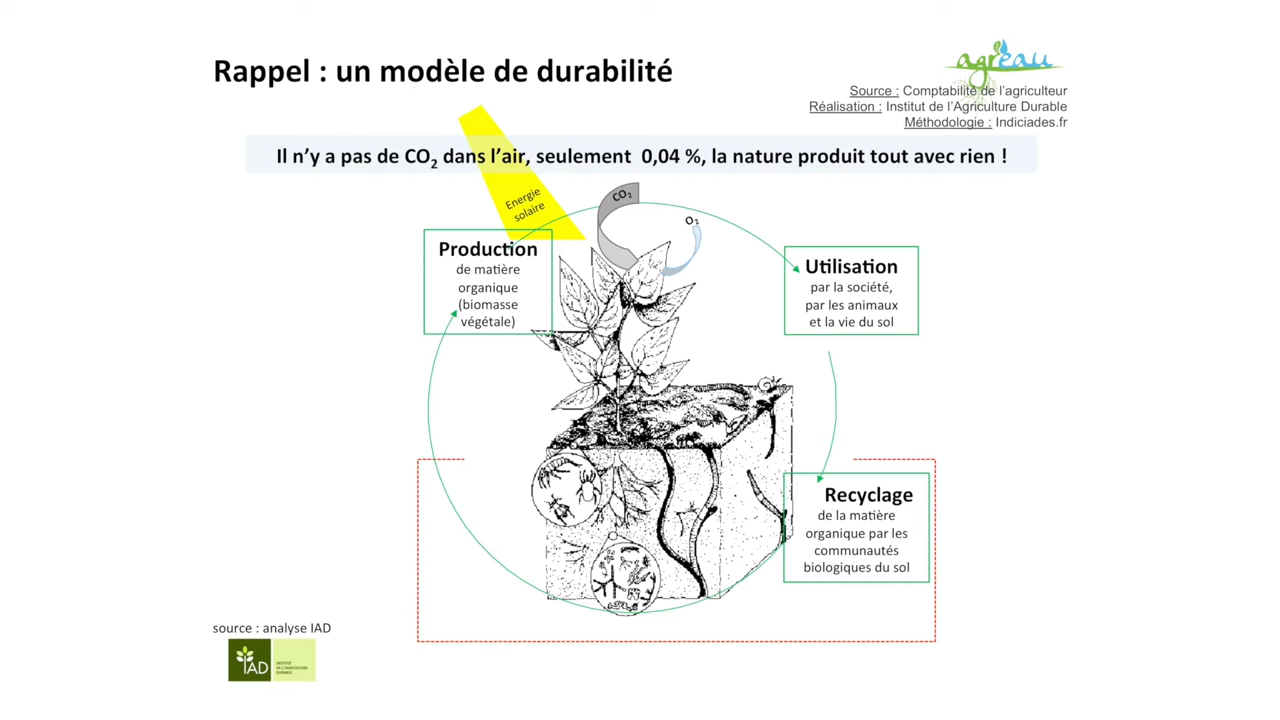 Rappel : un modèle de durabilité
agreau
Source : Comptabilité de l'agriculteur
Réalisation : Institut de l'Agriculture Durable
Méthodologie : Indiciades.fr
Il n'y a pas de CO₂ dans l'air, seulement 0,04 %, la nature produit tout avec rien !
Energie
solaire
CO₂
O₂
Production
de matière
organique
(biomasse
végétale)
Utilisation
par la société,
par les animaux
et la vie du sol
Recyclage
de la matière
organique par les
communautés
biologiques du sol
source : analyse IAD
IAD
INSTITUT
DE L'AGRICULTURE
DURABLE